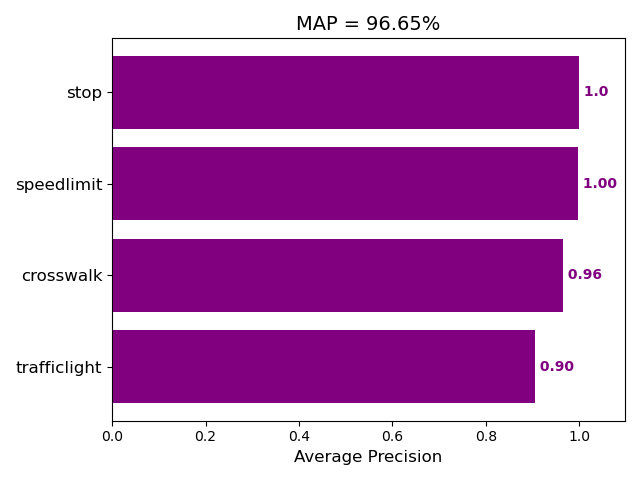 MAP = 96.65%
stop 1.0
speedlimit 1.00
crosswalk 0.96
trafficlight 0.90
0.0 0.2 0.4 0.6 0.8 1.0
Average Precision